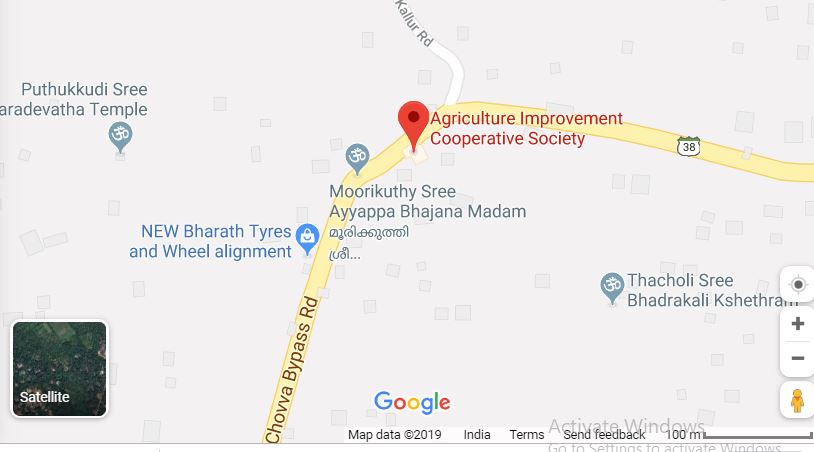 Kallur Rd
Puthukkudi Sree
aradevatha Temple
Agriculture Improvement
Cooperative Society
38
Moorikuthy Sree
Ayyappa Bhajana Madam
മൂരിക്കുത്തി
ശ്രീ...
NEW Bharath Tyres
and Wheel alignment
Thacholi Sree
Bhadrakali Kshethram
Chovva Bypass Rd
Satellite
Google
Activate Windows
Go to Settings to activate Windows.
Map data ©2019 India Terms Send feedback 100 m